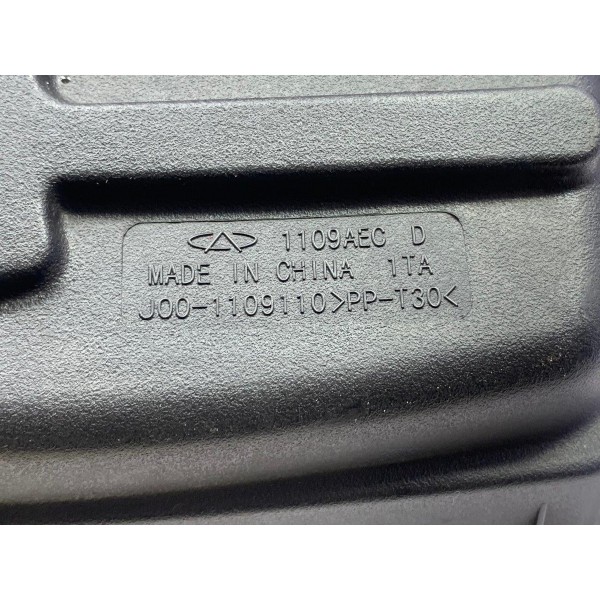 1109AEC D
MADE IN CHINA 1TA
J00-1109110>PP-T30<